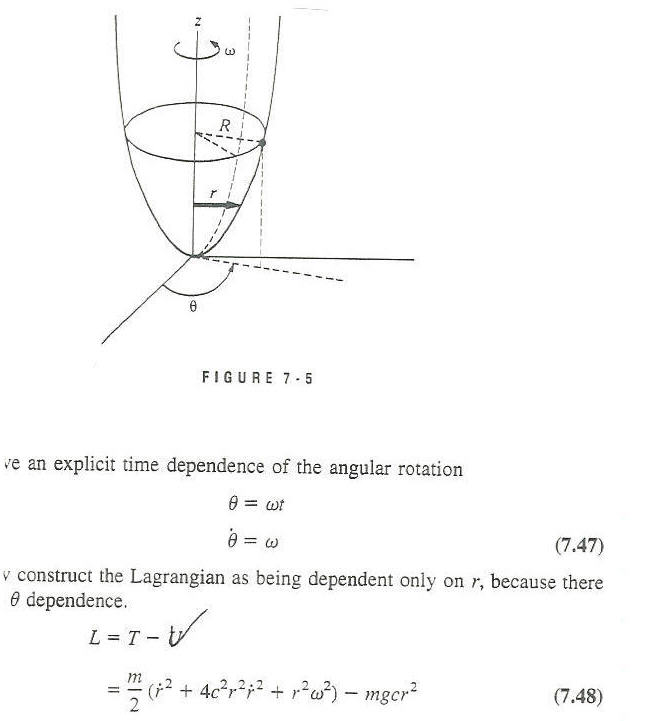 z
ω
R
r
θ
FIGURE 7-5
ve an explicit time dependence of the angular rotation
θ = ωt
θ̇ = ω (7.47)
v construct the Lagrangian as being dependent only on r, because there
θ dependence.
L = T − U
= m/2 (ṙ² + 4c²r²ṙ² + r²ω²) − mgcr² (7.48)